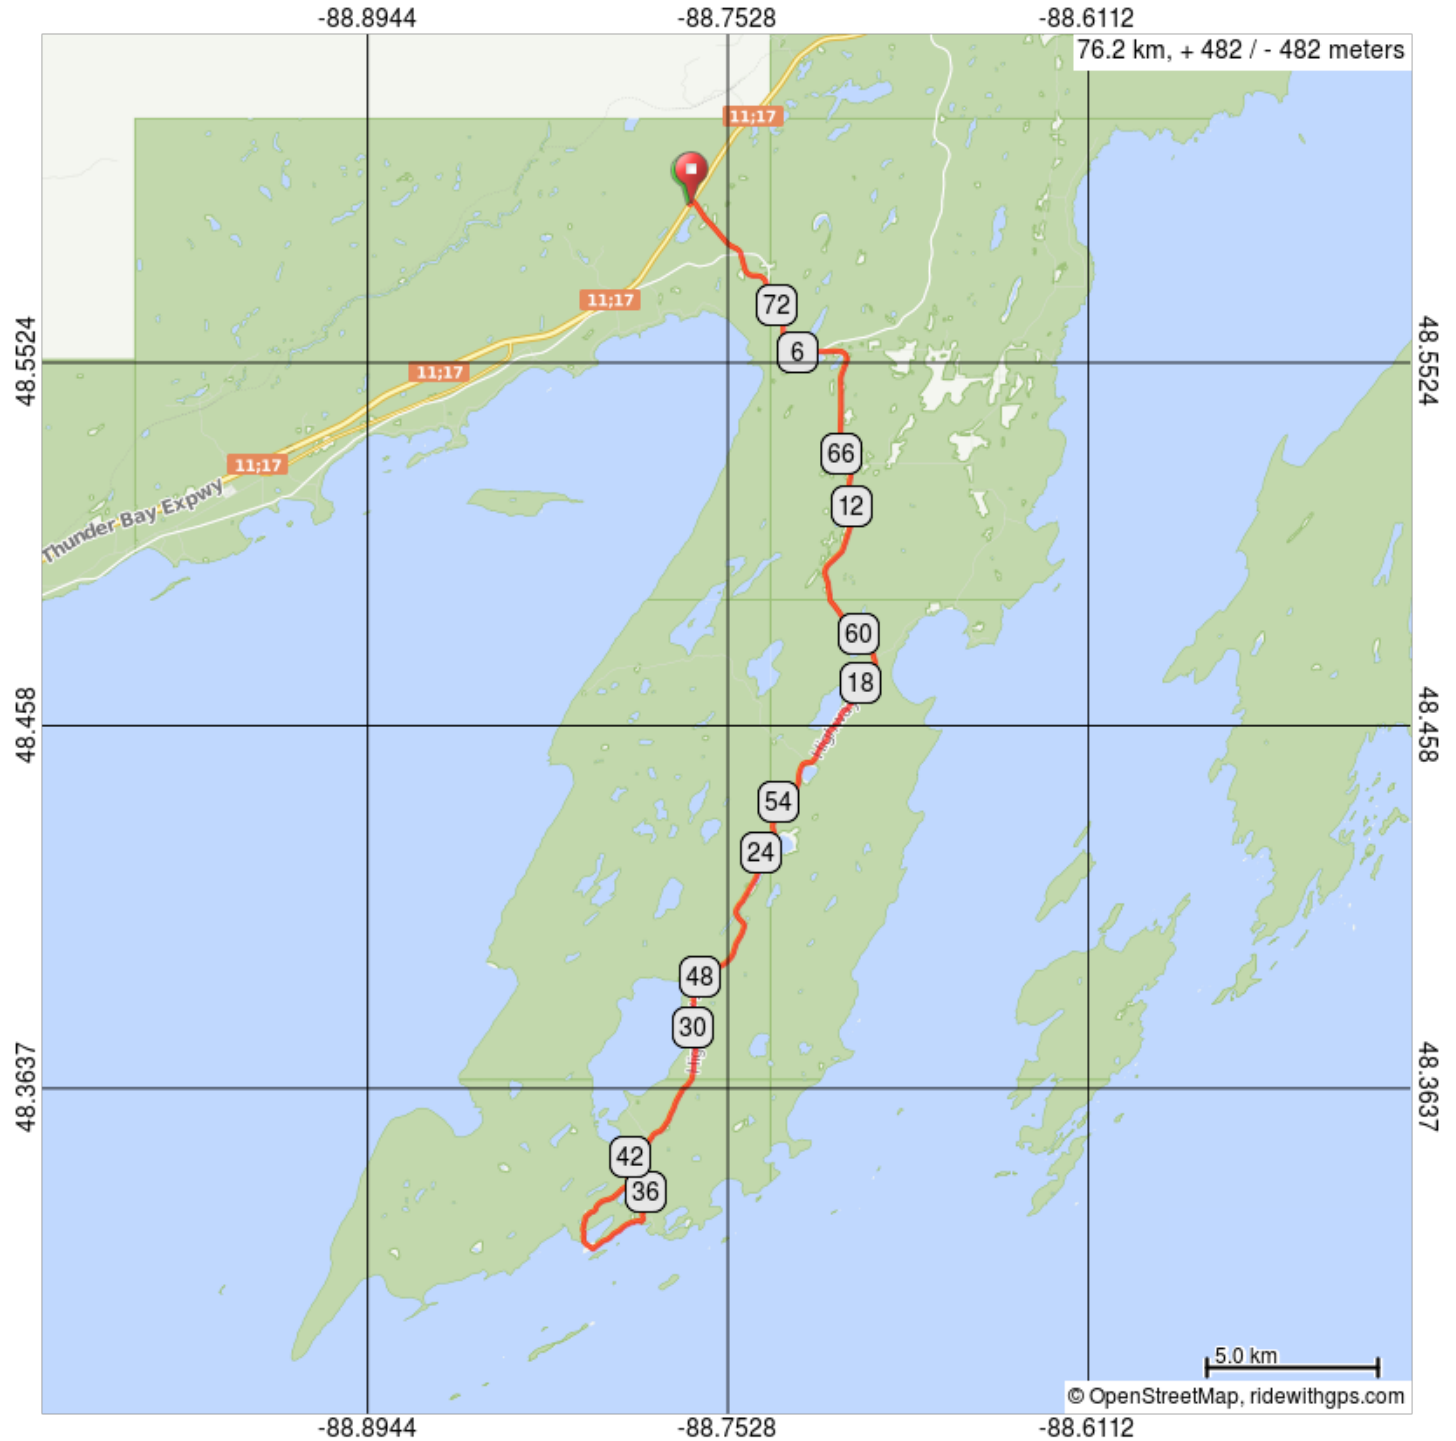 -88.8944 -88.7528 -88.6112
76.2 km, + 482 / - 482 meters
11;17
11;17
72
6
48.5524 48.5524
11;17
66
11;17
12
Thunder Bay Expwy
60
18
48.458 48.458
Highway
54
24
48
30
Hig
48.3637 48.3637
42
36
5.0 km
© OpenStreetMap, ridewithgps.com
-88.8944 -88.7528 -88.6112